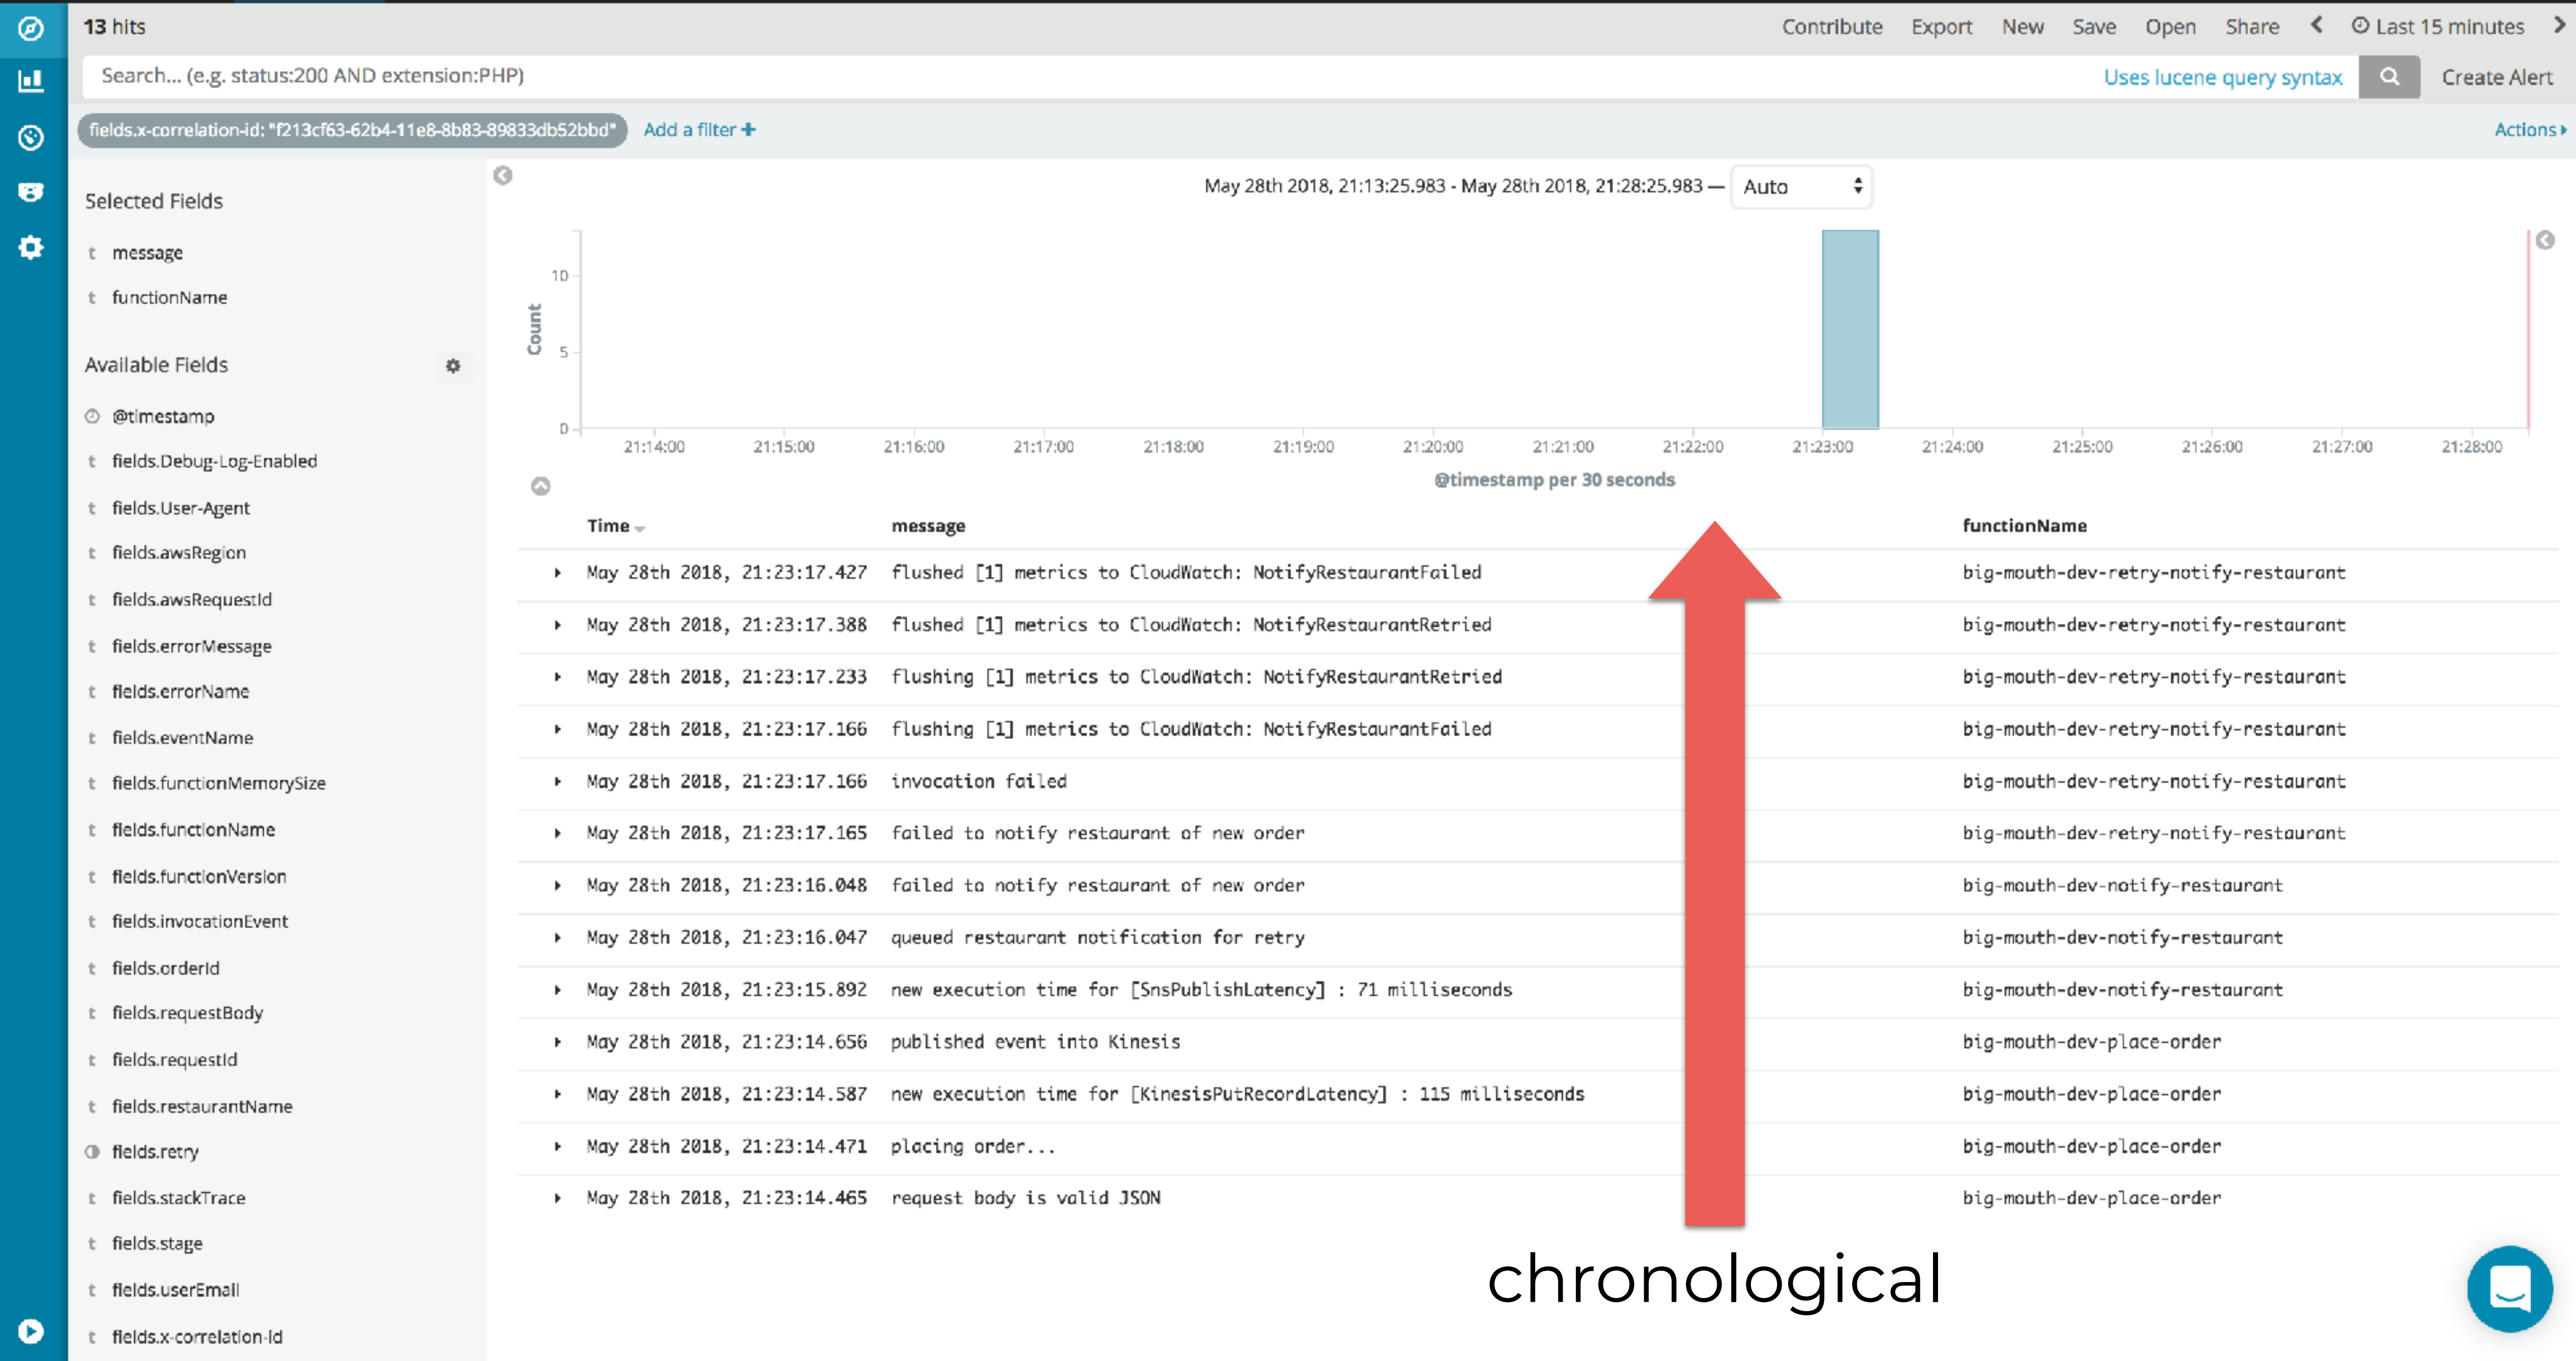 13 hits
Contribute Export New Save Open Share Last 15 minutes
Search... (e.g. status:200 AND extension:PHP) Uses lucene query syntax Create Alert
fields.x-correlation-id: "f213cf63-62b4-11e8-8b83-89833db52bbd" Add a filter + Actions
Selected Fields
message
functionName
Available Fields
@timestamp
fields.Debug-Log-Enabled
fields.User-Agent
fields.awsRegion
fields.awsRequestId
fields.errorMessage
fields.errorName
fields.eventName
fields.functionMemorySize
fields.functionName
fields.functionVersion
fields.invocationEvent
fields.orderId
fields.requestBody
fields.requestId
fields.restaurantName
fields.retry
fields.stackTrace
fields.stage
fields.userEmail
fields.x-correlation-id
May 28th 2018, 21:13:25.983 - May 28th 2018, 21:28:25.983 — Auto
Count
10
5
0
21:14:00 21:15:00 21:16:00 21:17:00 21:18:00 21:19:00 21:20:00 21:21:00 21:22:00 21:23:00 21:24:00 21:25:00 21:26:00 21:27:00 21:28:00
@timestamp per 30 seconds
Time message functionName
May 28th 2018, 21:23:17.427 flushed [1] metrics to CloudWatch: NotifyRestaurantFailed big-mouth-dev-retry-notify-restaurant
May 28th 2018, 21:23:17.388 flushed [1] metrics to CloudWatch: NotifyRestaurantRetried big-mouth-dev-retry-notify-restaurant
May 28th 2018, 21:23:17.233 flushing [1] metrics to CloudWatch: NotifyRestaurantRetried big-mouth-dev-retry-notify-restaurant
May 28th 2018, 21:23:17.166 flushing [1] metrics to CloudWatch: NotifyRestaurantFailed big-mouth-dev-retry-notify-restaurant
May 28th 2018, 21:23:17.166 invocation failed big-mouth-dev-retry-notify-restaurant
May 28th 2018, 21:23:17.165 failed to notify restaurant of new order big-mouth-dev-retry-notify-restaurant
May 28th 2018, 21:23:16.048 failed to notify restaurant of new order big-mouth-dev-notify-restaurant
May 28th 2018, 21:23:16.047 queued restaurant notification for retry big-mouth-dev-notify-restaurant
May 28th 2018, 21:23:15.892 new execution time for [SnsPublishLatency] : 71 milliseconds big-mouth-dev-notify-restaurant
May 28th 2018, 21:23:14.656 published event into Kinesis big-mouth-dev-place-order
May 28th 2018, 21:23:14.587 new execution time for [KinesisPutRecordLatency] : 115 milliseconds big-mouth-dev-place-order
May 28th 2018, 21:23:14.471 placing order... big-mouth-dev-place-order
May 28th 2018, 21:23:14.465 request body is valid JSON big-mouth-dev-place-order
chronological